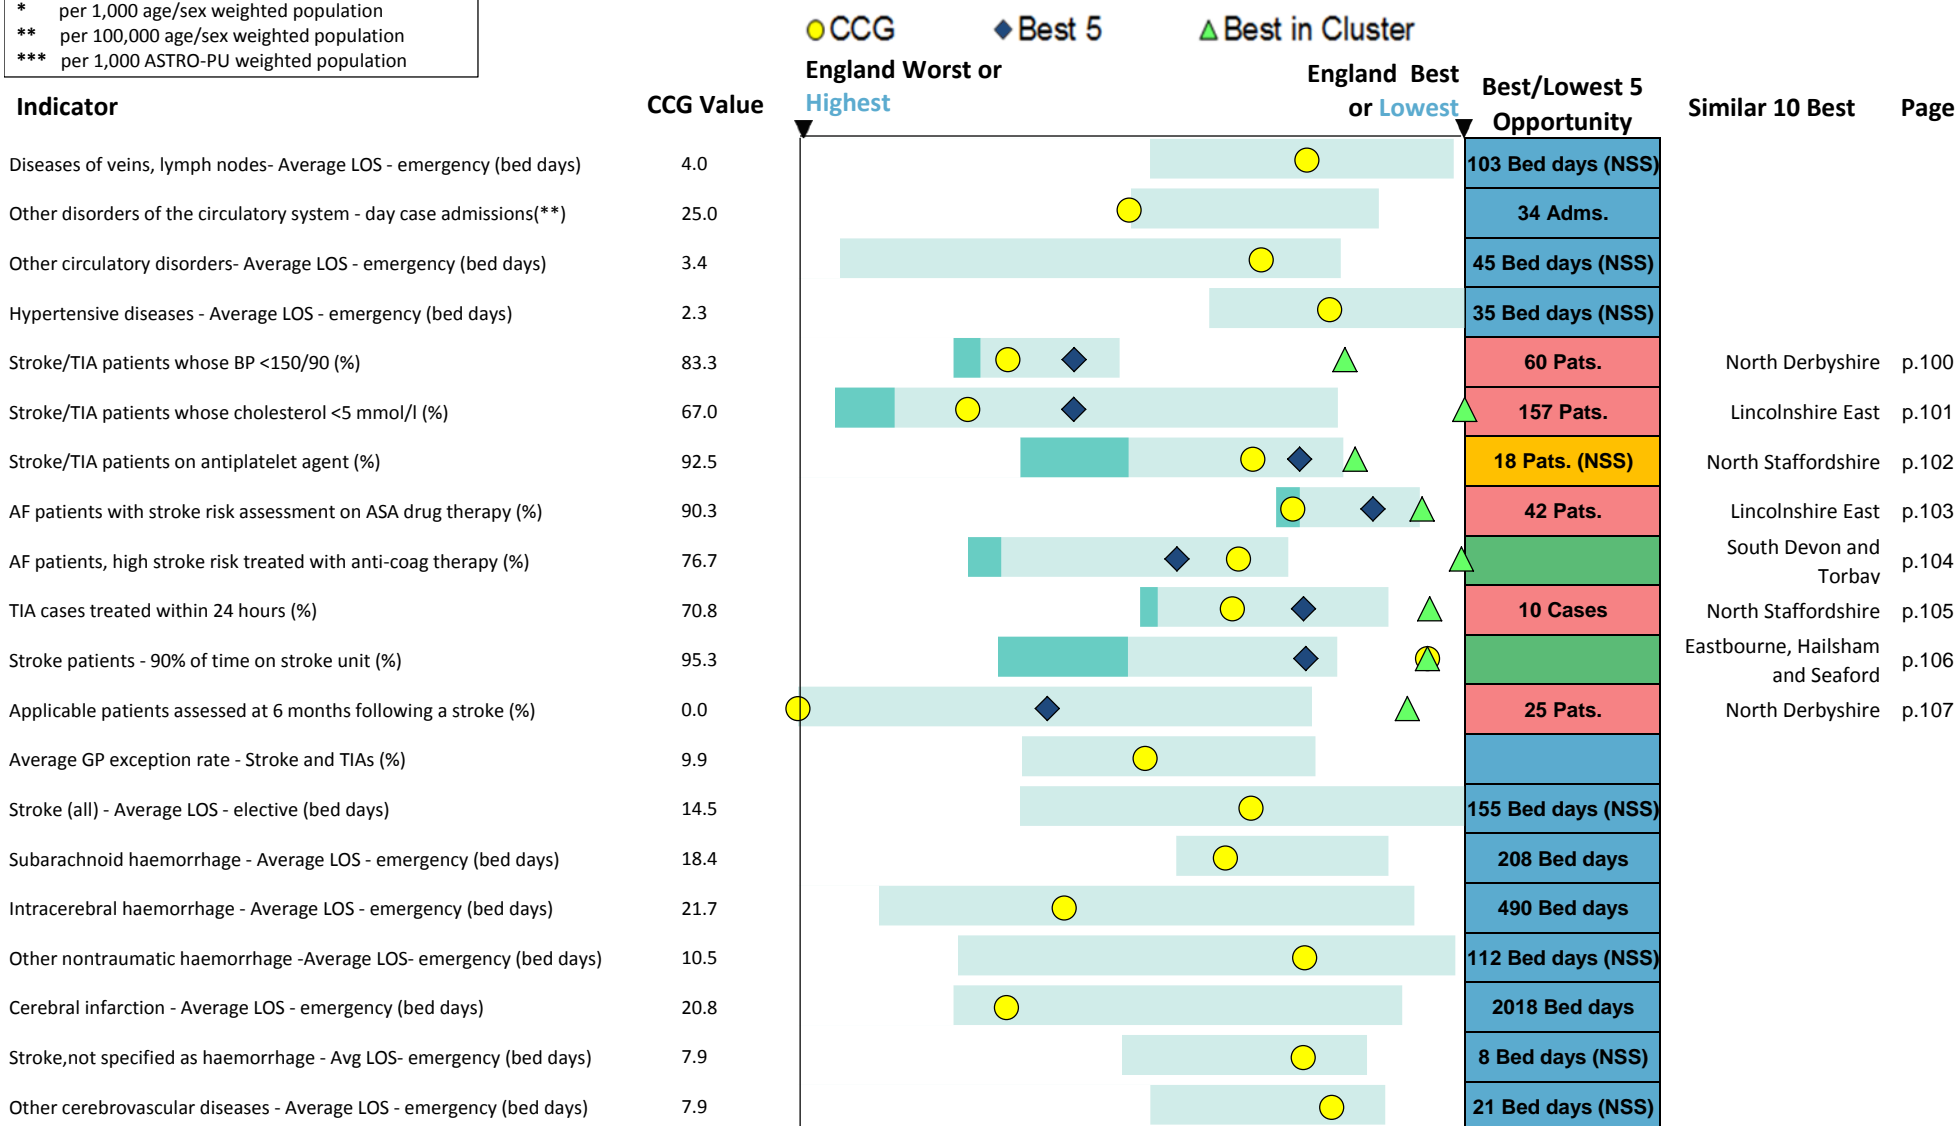 * per 1,000 age/sex weighted population
** per 100,000 age/sex weighted population
*** per 1,000 ASTRO-PU weighted population
CCG Best 5 Best in Cluster
England Worst or
Highest
England Best
or Lowest
Indicator CCG Value Best/Lowest 5
Opportunity Similar 10 Best Page
Diseases of veins, lymph nodes- Average LOS - emergency (bed days) 4.0 103 Bed days (NSS)
Other disorders of the circulatory system - day case admissions(**) 25.0 34 Adms.
Other circulatory disorders- Average LOS - emergency (bed days) 3.4 45 Bed days (NSS)
Hypertensive diseases - Average LOS - emergency (bed days) 2.3 35 Bed days (NSS)
Stroke/TIA patients whose BP <150/90 (%) 83.3 60 Pats. North Derbyshire p.100
Stroke/TIA patients whose cholesterol <5 mmol/l (%) 67.0 157 Pats. Lincolnshire East p.101
Stroke/TIA patients on antiplatelet agent (%) 92.5 18 Pats. (NSS) North Staffordshire p.102
AF patients with stroke risk assessment on ASA drug therapy (%) 90.3 42 Pats. Lincolnshire East p.103
AF patients, high stroke risk treated with anti-coag therapy (%) 76.7 South Devon and
Torbay p.104
TIA cases treated within 24 hours (%) 70.8 10 Cases North Staffordshire p.105
Stroke patients - 90% of time on stroke unit (%) 95.3 Eastbourne, Hailsham
and Seaford p.106
Applicable patients assessed at 6 months following a stroke (%) 0.0 25 Pats. North Derbyshire p.107
Average GP exception rate - Stroke and TIAs (%) 9.9
Stroke (all) - Average LOS - elective (bed days) 14.5 155 Bed days (NSS)
Subarachnoid haemorrhage - Average LOS - emergency (bed days) 18.4 208 Bed days
Intracerebral haemorrhage - Average LOS - emergency (bed days) 21.7 490 Bed days
Other nontraumatic haemorrhage -Average LOS- emergency (bed days) 10.5 112 Bed days (NSS)
Cerebral infarction - Average LOS - emergency (bed days) 20.8 2018 Bed days
Stroke,not specified as haemorrhage - Avg LOS- emergency (bed days) 7.9 8 Bed days (NSS)
Other cerebrovascular diseases - Average LOS - emergency (bed days) 7.9 21 Bed days (NSS)